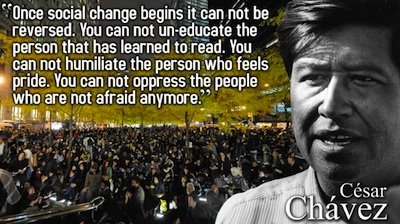 “Once social change begins it can not be
reversed. You can not un-educate the
person that has learned to read. You
can not humiliate the person who feels
pride. You can not oppress the people
who are not afraid anymore.”
César
Chávez